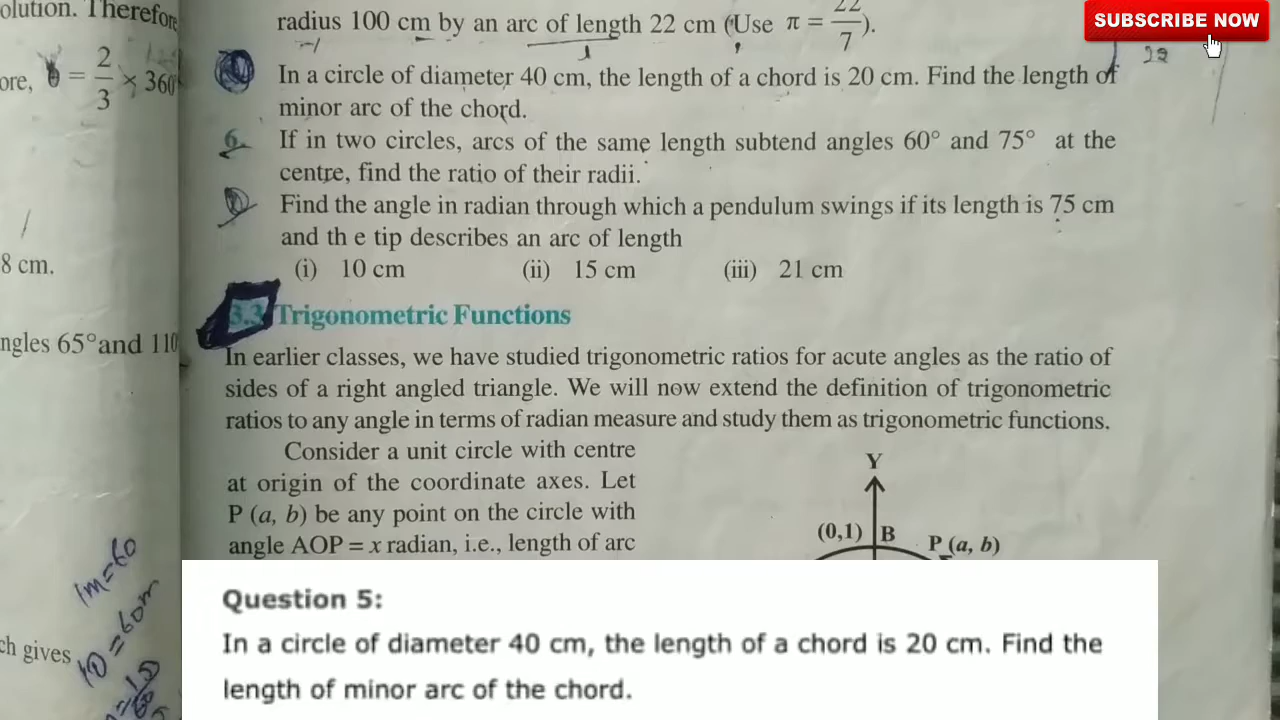 olution. Therefore
ore, θ = 2/3 × 360
8 cm.
ngles 65°and 110
1m=60
10=60m
ch gives
radius 100 cm by an arc of length 22 cm (Use π = 22/7).
In a circle of diameter 40 cm, the length of a chord is 20 cm. Find the length of
minor arc of the chord.
6. If in two circles, arcs of the same length subtend angles 60° and 75° at the
centre, find the ratio of their radii.
Find the angle in radian through which a pendulum swings if its length is 75 cm
and th e tip describes an arc of length
(i) 10 cm (ii) 15 cm (iii) 21 cm
3.3 Trigonometric Functions
In earlier classes, we have studied trigonometric ratios for acute angles as the ratio of
sides of a right angled triangle. We will now extend the definition of trigonometric
ratios to any angle in terms of radian measure and study them as trigonometric functions.
Consider a unit circle with centre
at origin of the coordinate axes. Let
P (a, b) be any point on the circle with
angle AOP = x radian, i.e., length of arc
Y
(0,1) B P (a, b)
SUBSCRIBE NOW
22
Question 5:
In a circle of diameter 40 cm, the length of a chord is 20 cm. Find the
length of minor arc of the chord.